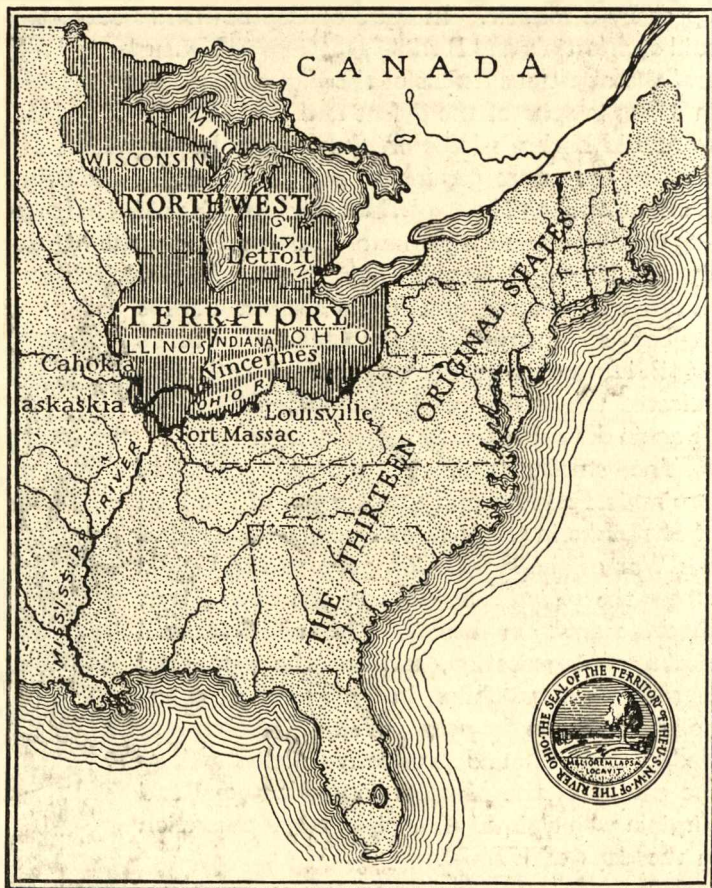 CANADA
MICHIGAN
WISCONSIN
NORTHWEST
Detroit
TERRITORY
ILLINOIS
INDIANA
OHIO
Cahokia
Vincennes
OHIO R.
askaskia
Louisville
Fort Massac
MISSISSIPPI RIVER
THE THIRTEEN ORIGINAL STATES
THE SEAL OF THE TERRITORY OF THE U.S. N.W. OF THE RIVER OHIO
MELIOREM LAPSA
LOCAVIT